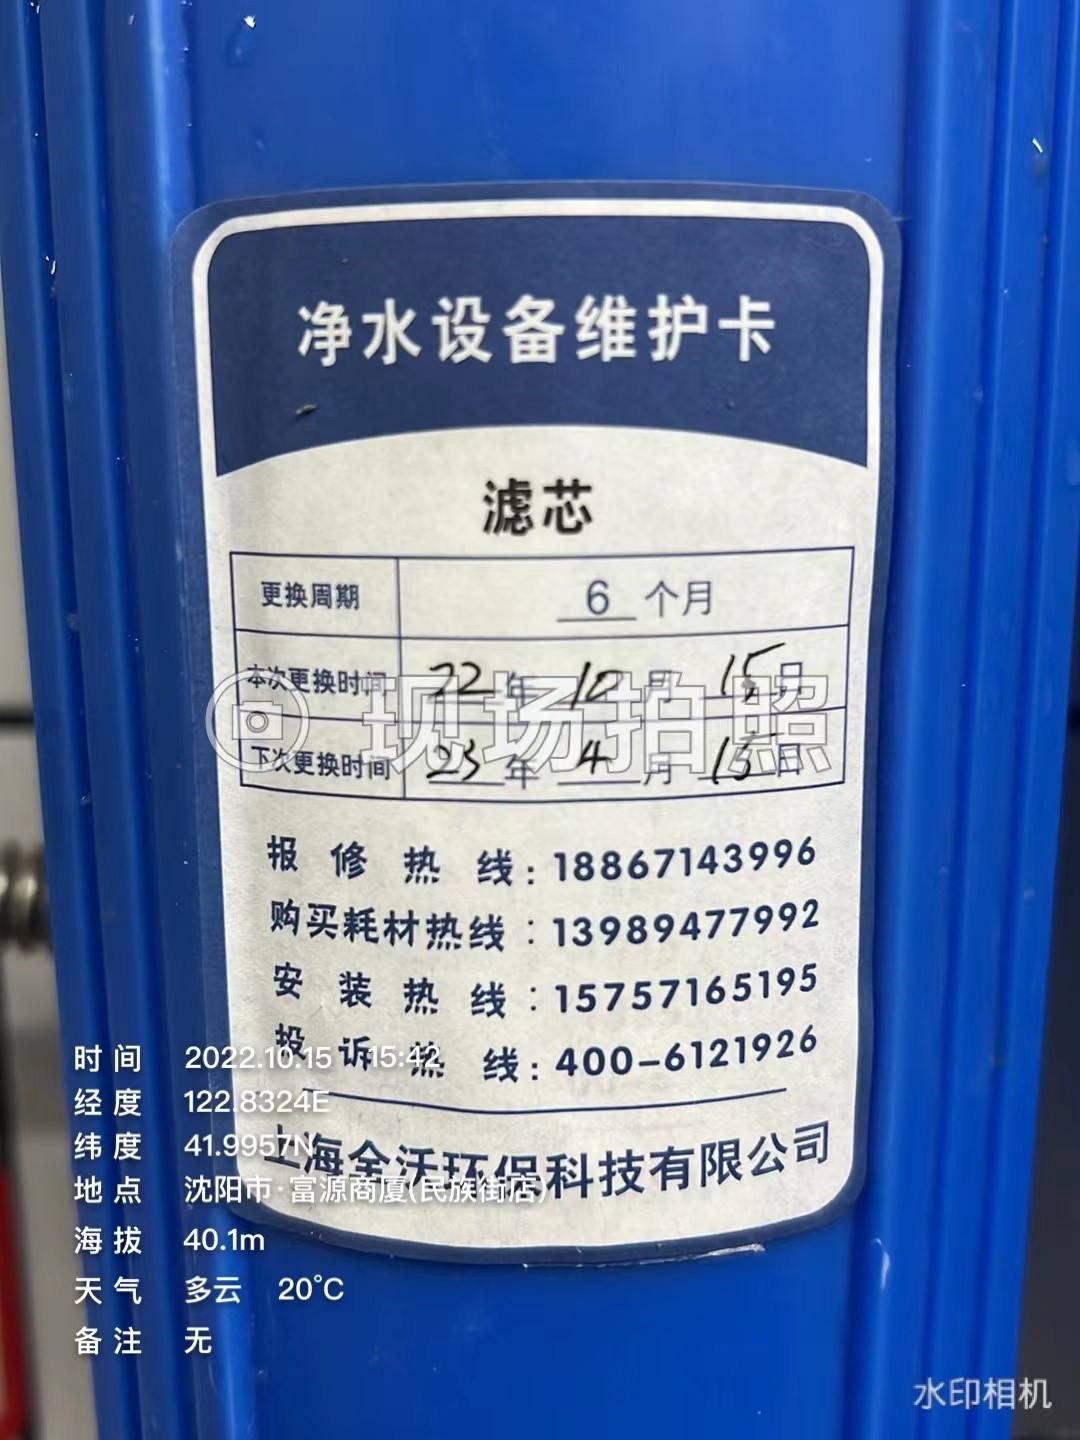 净水设备维护卡
滤芯
更换周期 6 个月
本次更换时间 22 年 10 月 15 日
现场拍照
下次更换时间 23 年 4 月 15 日
报修热线:18867143996
购买耗材热线:13989477992
安装热线:15757165195
投诉热线:400-6121926
上海全沃环保科技有限公司
时间 2022.10.15 15:42
经度 122.8324E
纬度 41.9957N
地点 沈阳市·富源商厦(民族街店)
海拔 40.1m
天气 多云 20°C
备注 无
水印相机